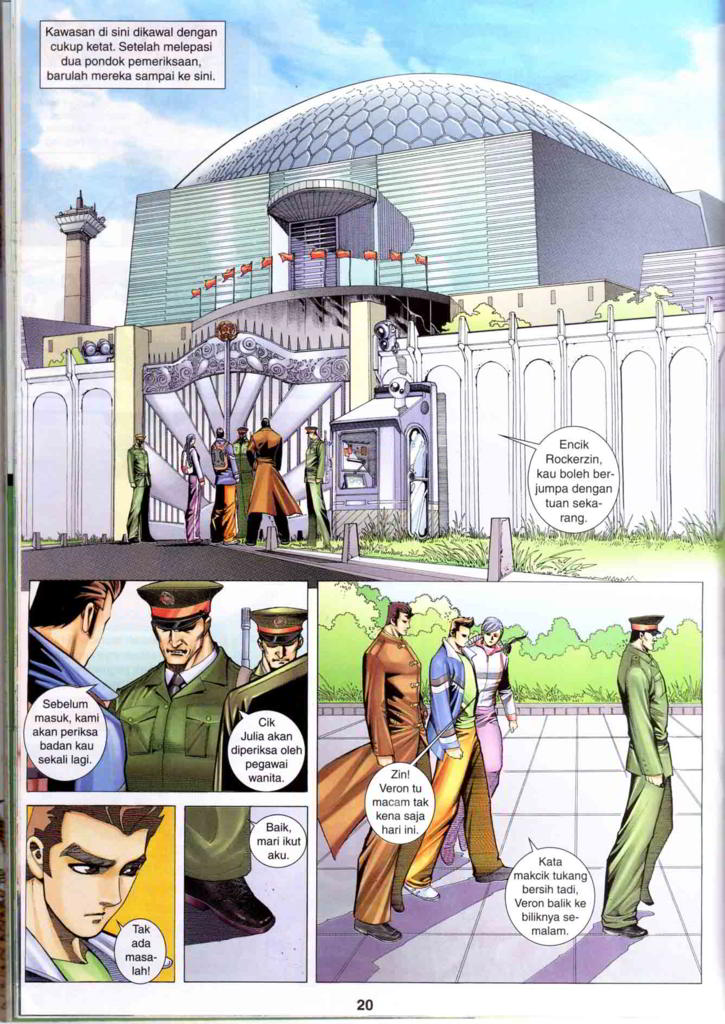 Kawasan di sini dikawal dengan
cukup ketat. Setelah melepasi
dua pondok pemeriksaan,
barulah mereka sampai ke sini.
Encik
Rockerzin,
kau boleh ber-
jumpa dengan
tuan seka-
rang.
Sebelum
masuk, kami
akan periksa
badan kau
sekali lagi.
Cik
Julia akan
diperiksa oleh
pegawai
wanita.
Tak
ada
masa-
lah!
Baik,
mari ikut
aku.
Zin!
Veron tu
macam tak
kena saja
hari ini.
Kata
makcik tukang
bersih tadi,
Veron balik ke
biliknya se-
malam.
20